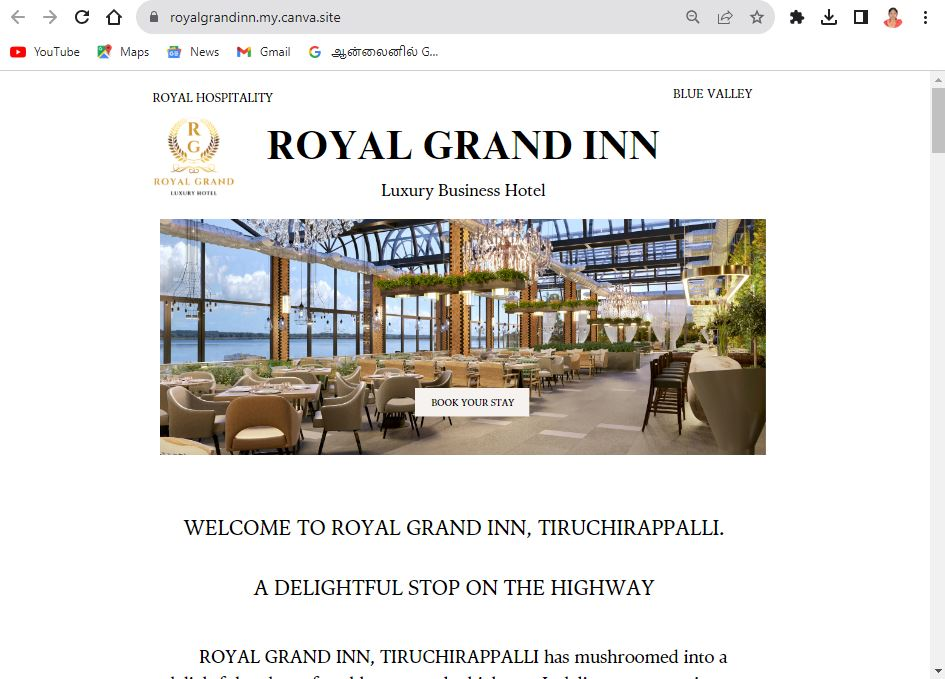 royalgrandinn.my.canva.site
YouTube Maps News Gmail ஆன்லைனில் G...
ROYAL HOSPITALITY
BLUE VALLEY
R
G
ROYAL GRAND
LUXURY HOTEL
ROYAL GRAND INN
Luxury Business Hotel
BOOK YOUR STAY
WELCOME TO ROYAL GRAND INN, TIRUCHIRAPPALLI.
A DELIGHTFUL STOP ON THE HIGHWAY
ROYAL GRAND INN, TIRUCHIRAPPALLI has mushroomed into a